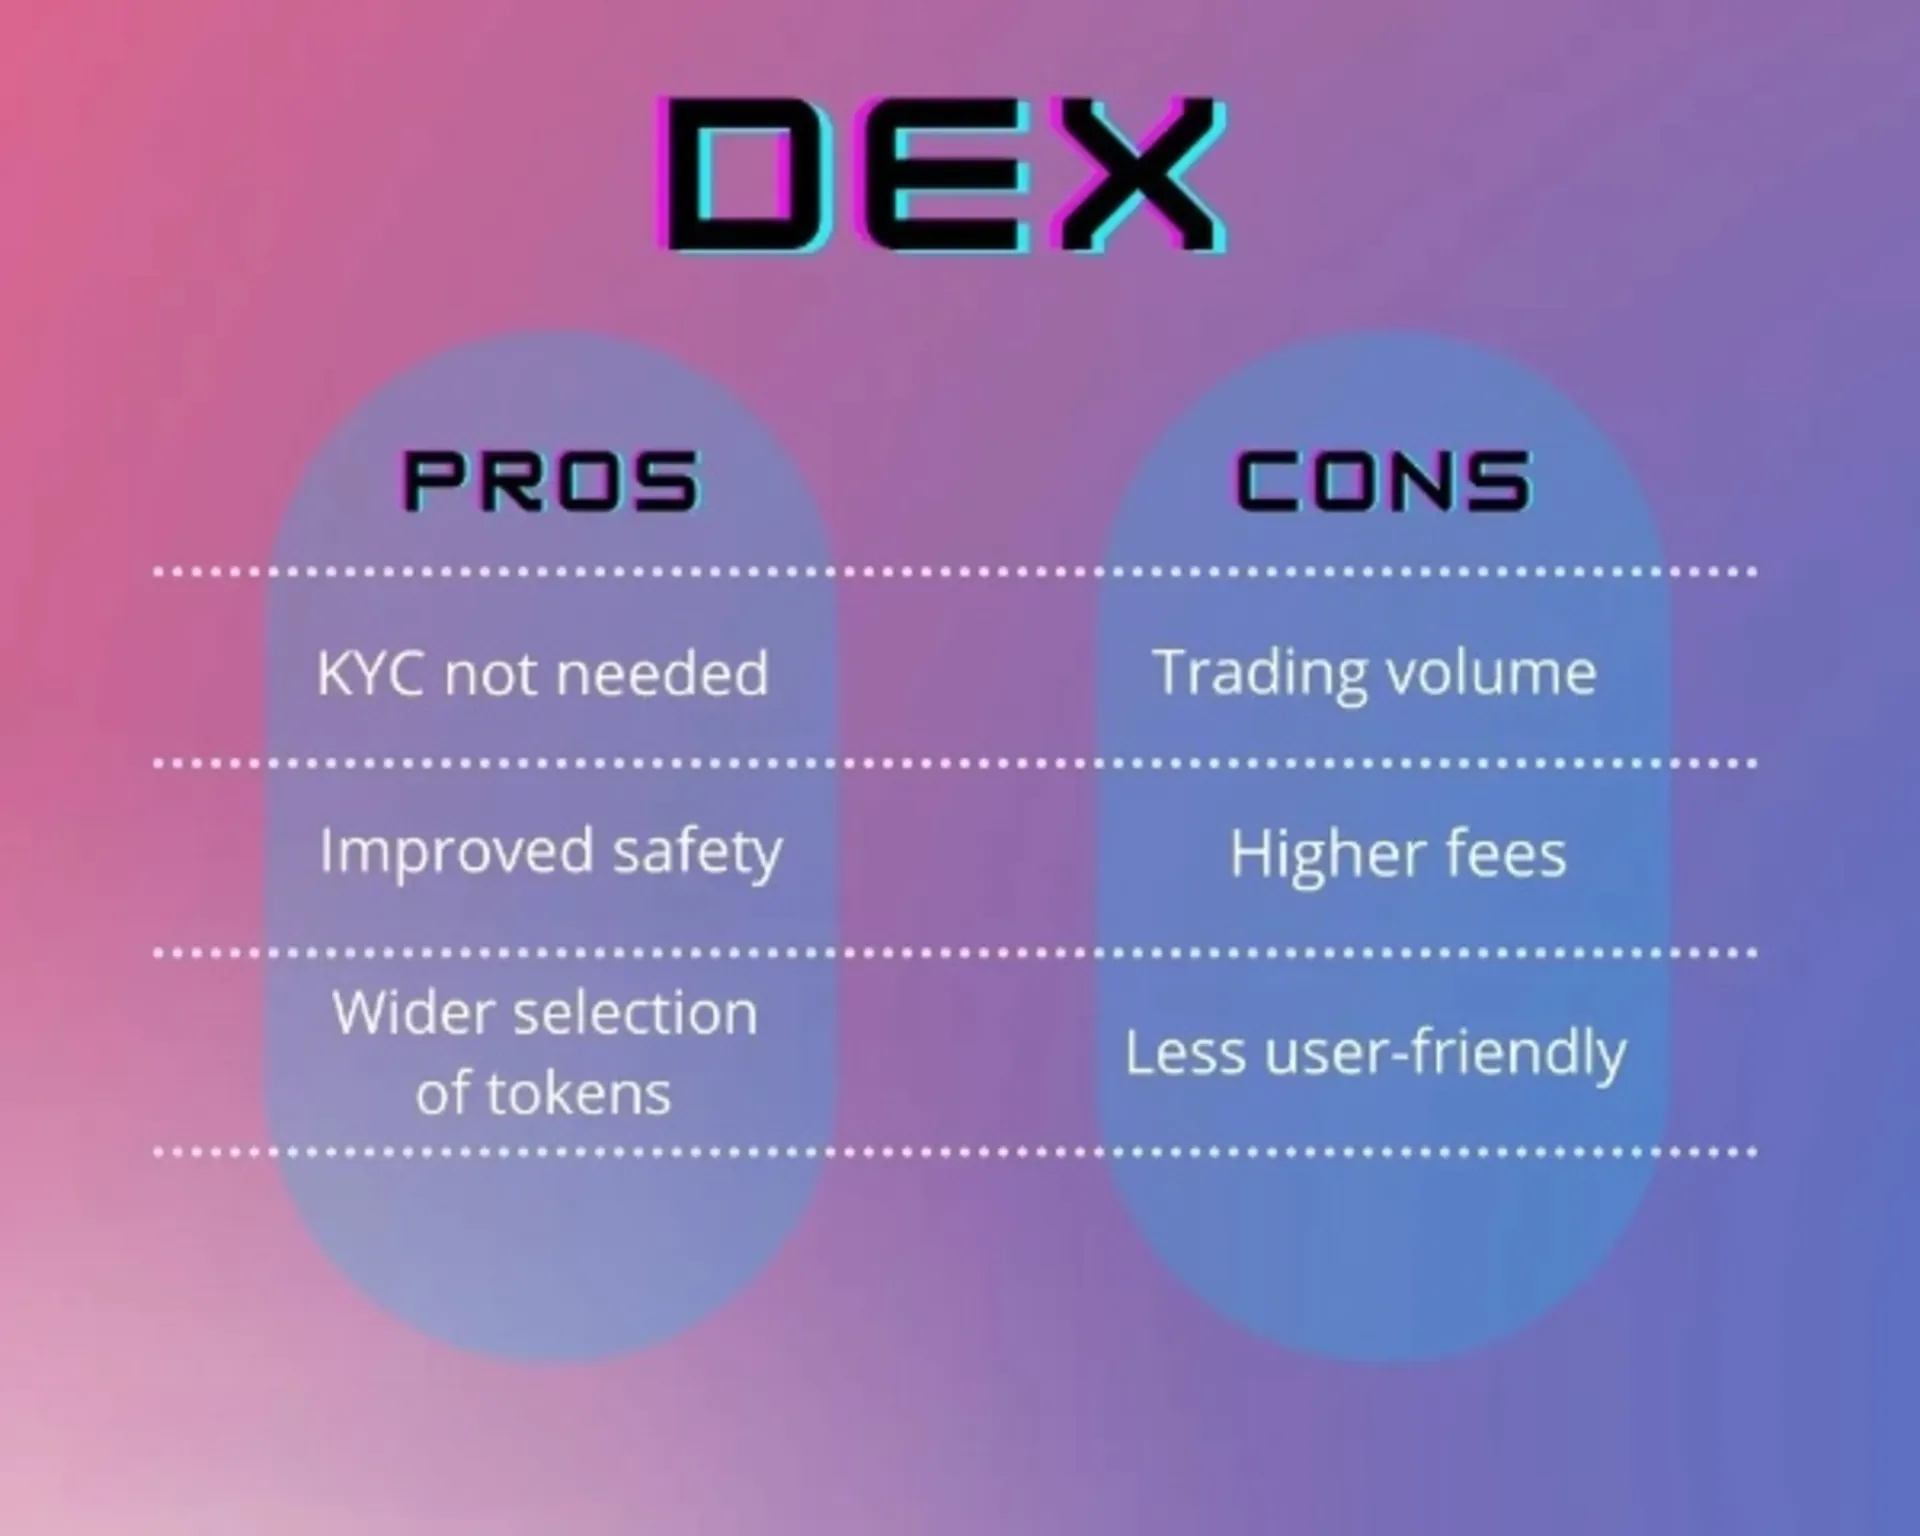 DEX
PROS
CONS
KYC not needed
Trading volume
Improved safety
Higher fees
Wider selection
of tokens
Less user-friendly